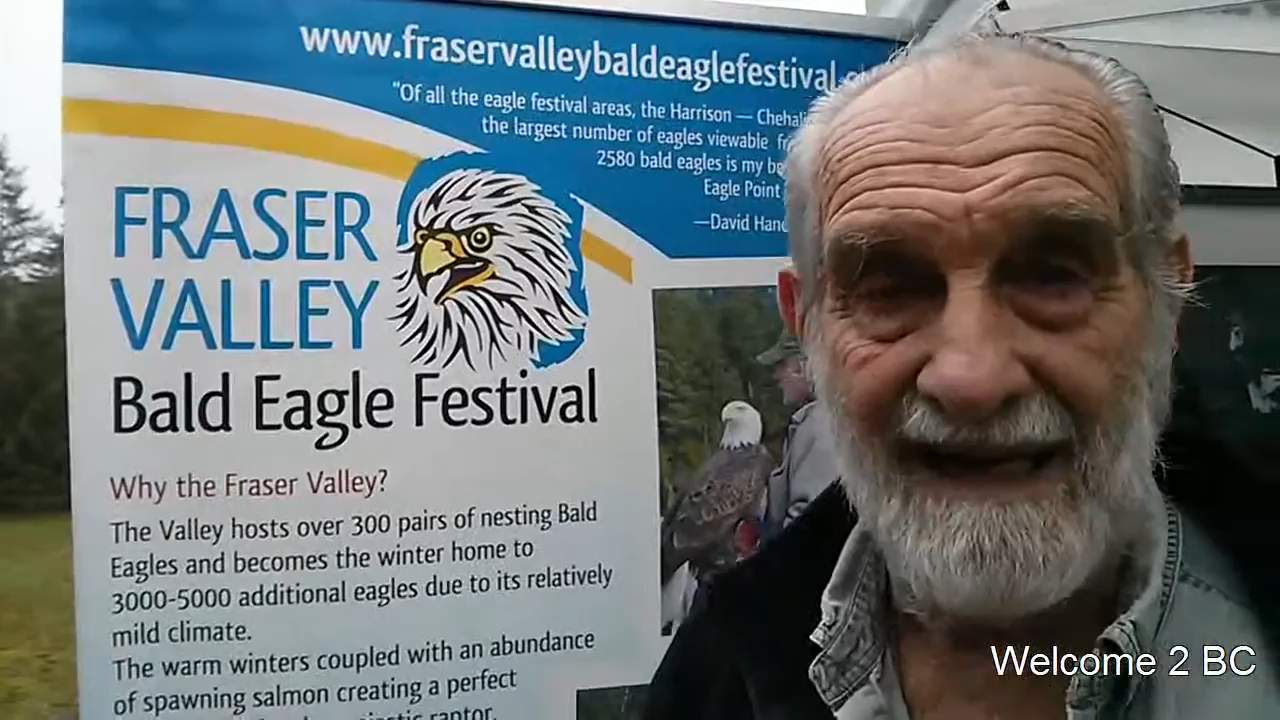 www.fraservalleybaldeaglefestival
"Of all the eagle festival areas, the Harrison — 
the largest number of eagles viewable
2580 bald eagles is my
Eagle Point
—David
FRASER
VALLEY
Bald Eagle Festival
Why the Fraser Valley?
The Valley hosts over 300 pairs of nesting Bald
Eagles and becomes the winter home to
3000-5000 additional eagles due to its relatively
mild climate.
The warm winters coupled with an abundance
of spawning salmon creating a perfect
raptor.
Welcome 2 BC